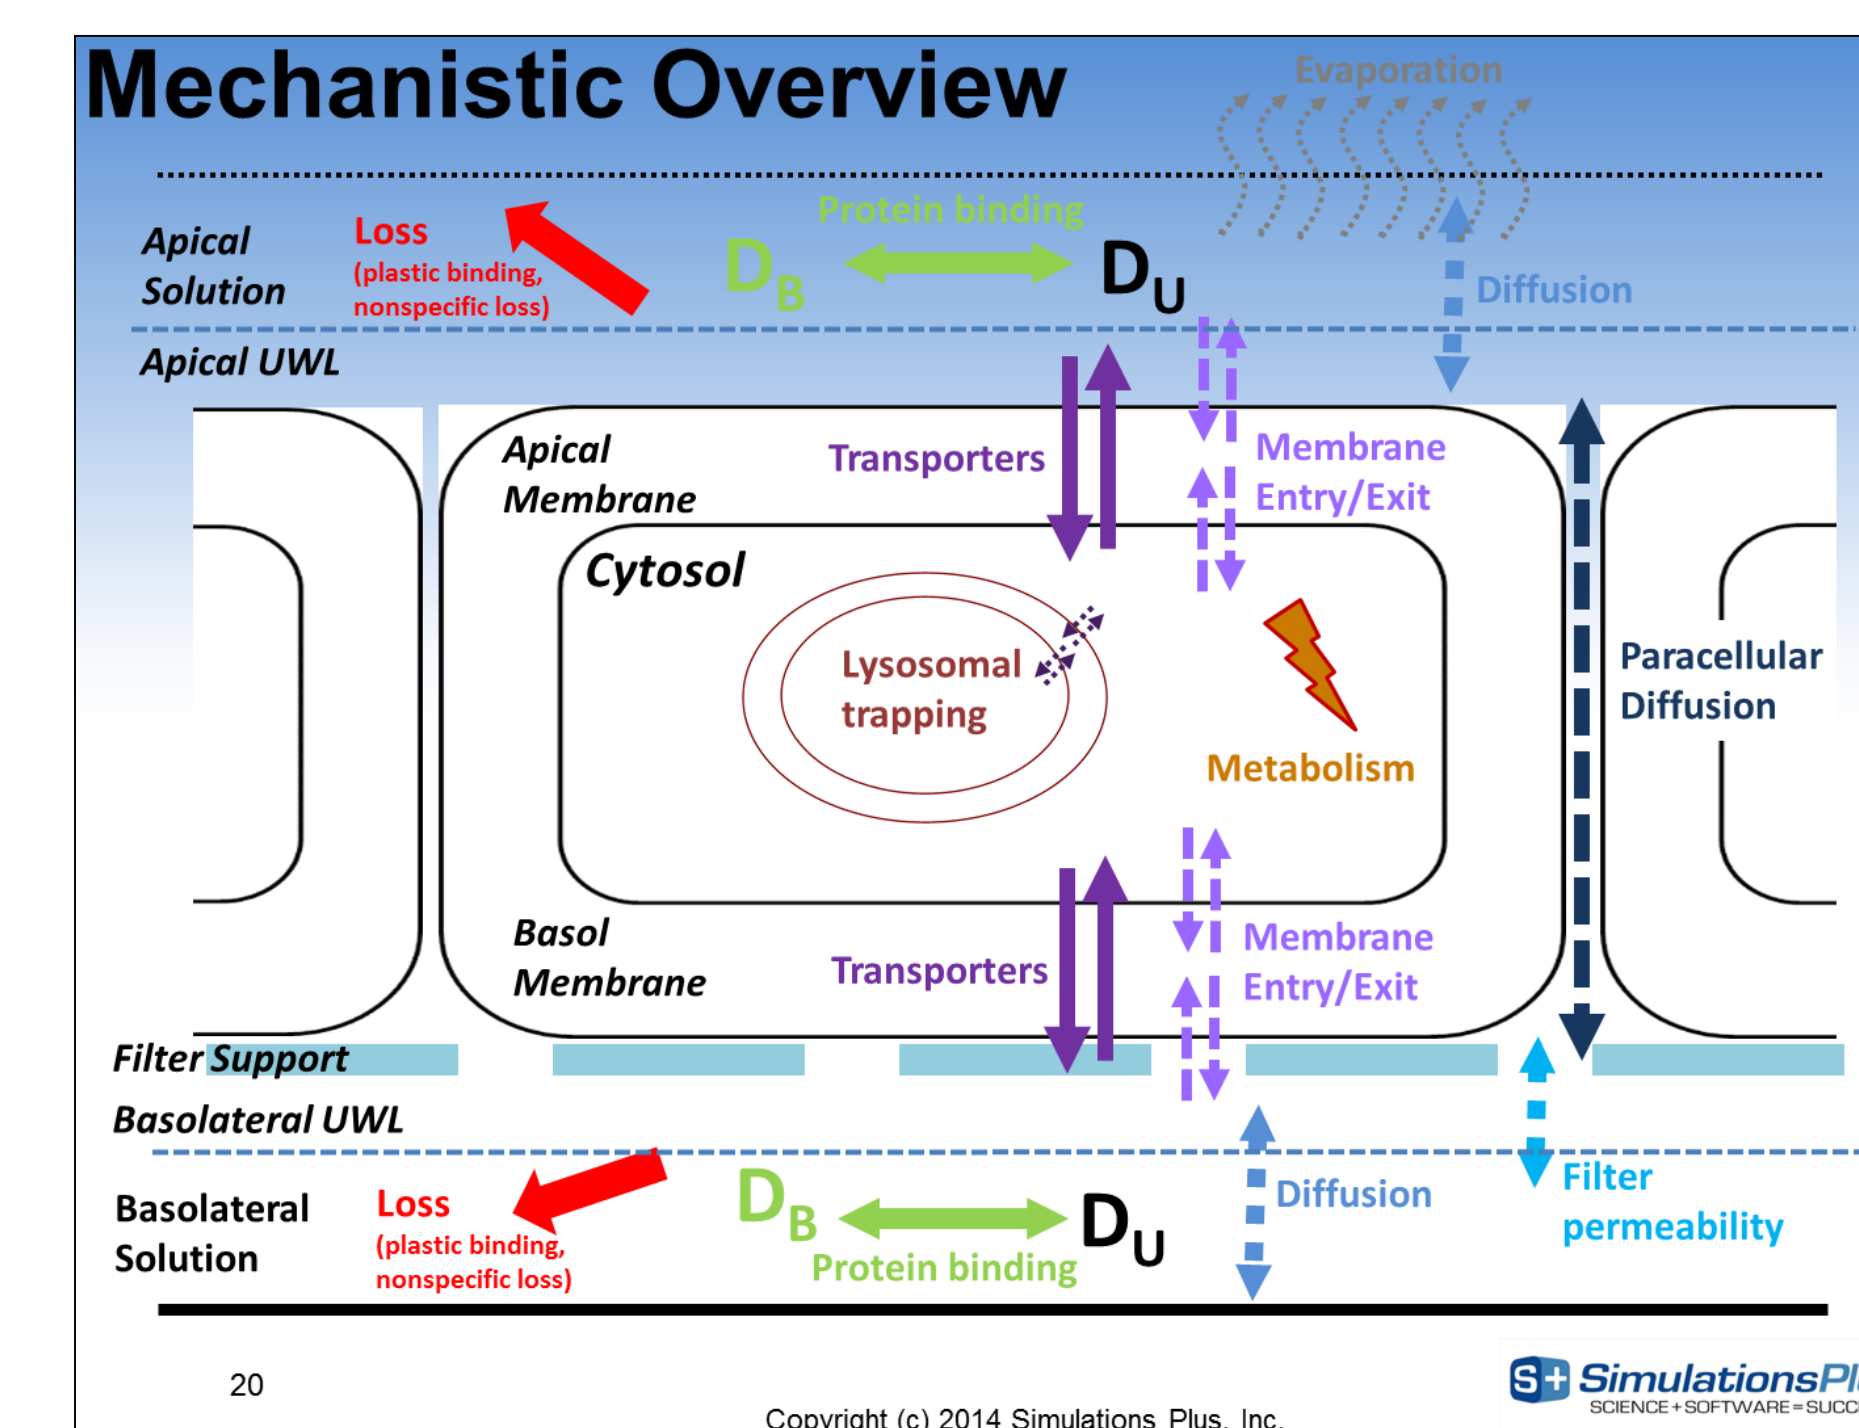 Mechanistic Overview
Evaporation
Apical
Solution
Loss
(plastic binding,
nonspecific loss)
Protein binding
DB
DU
Diffusion
Apical UWL
Apical
Membrane
Transporters
Membrane
Entry/Exit
Cytosol
Lysosomal
trapping
Metabolism
Paracellular
Diffusion
Basol
Membrane
Transporters
Membrane
Entry/Exit
Filter Support
Basolateral UWL
Basolateral
Solution
Loss
(plastic binding,
nonspecific loss)
DB
DU
Protein binding
Diffusion
Filter
permeability
20
Copyright (c) 2014 Simulations Plus, Inc.
S+ SimulationsPl
SCIENCE+SOFTWARE=SUCC